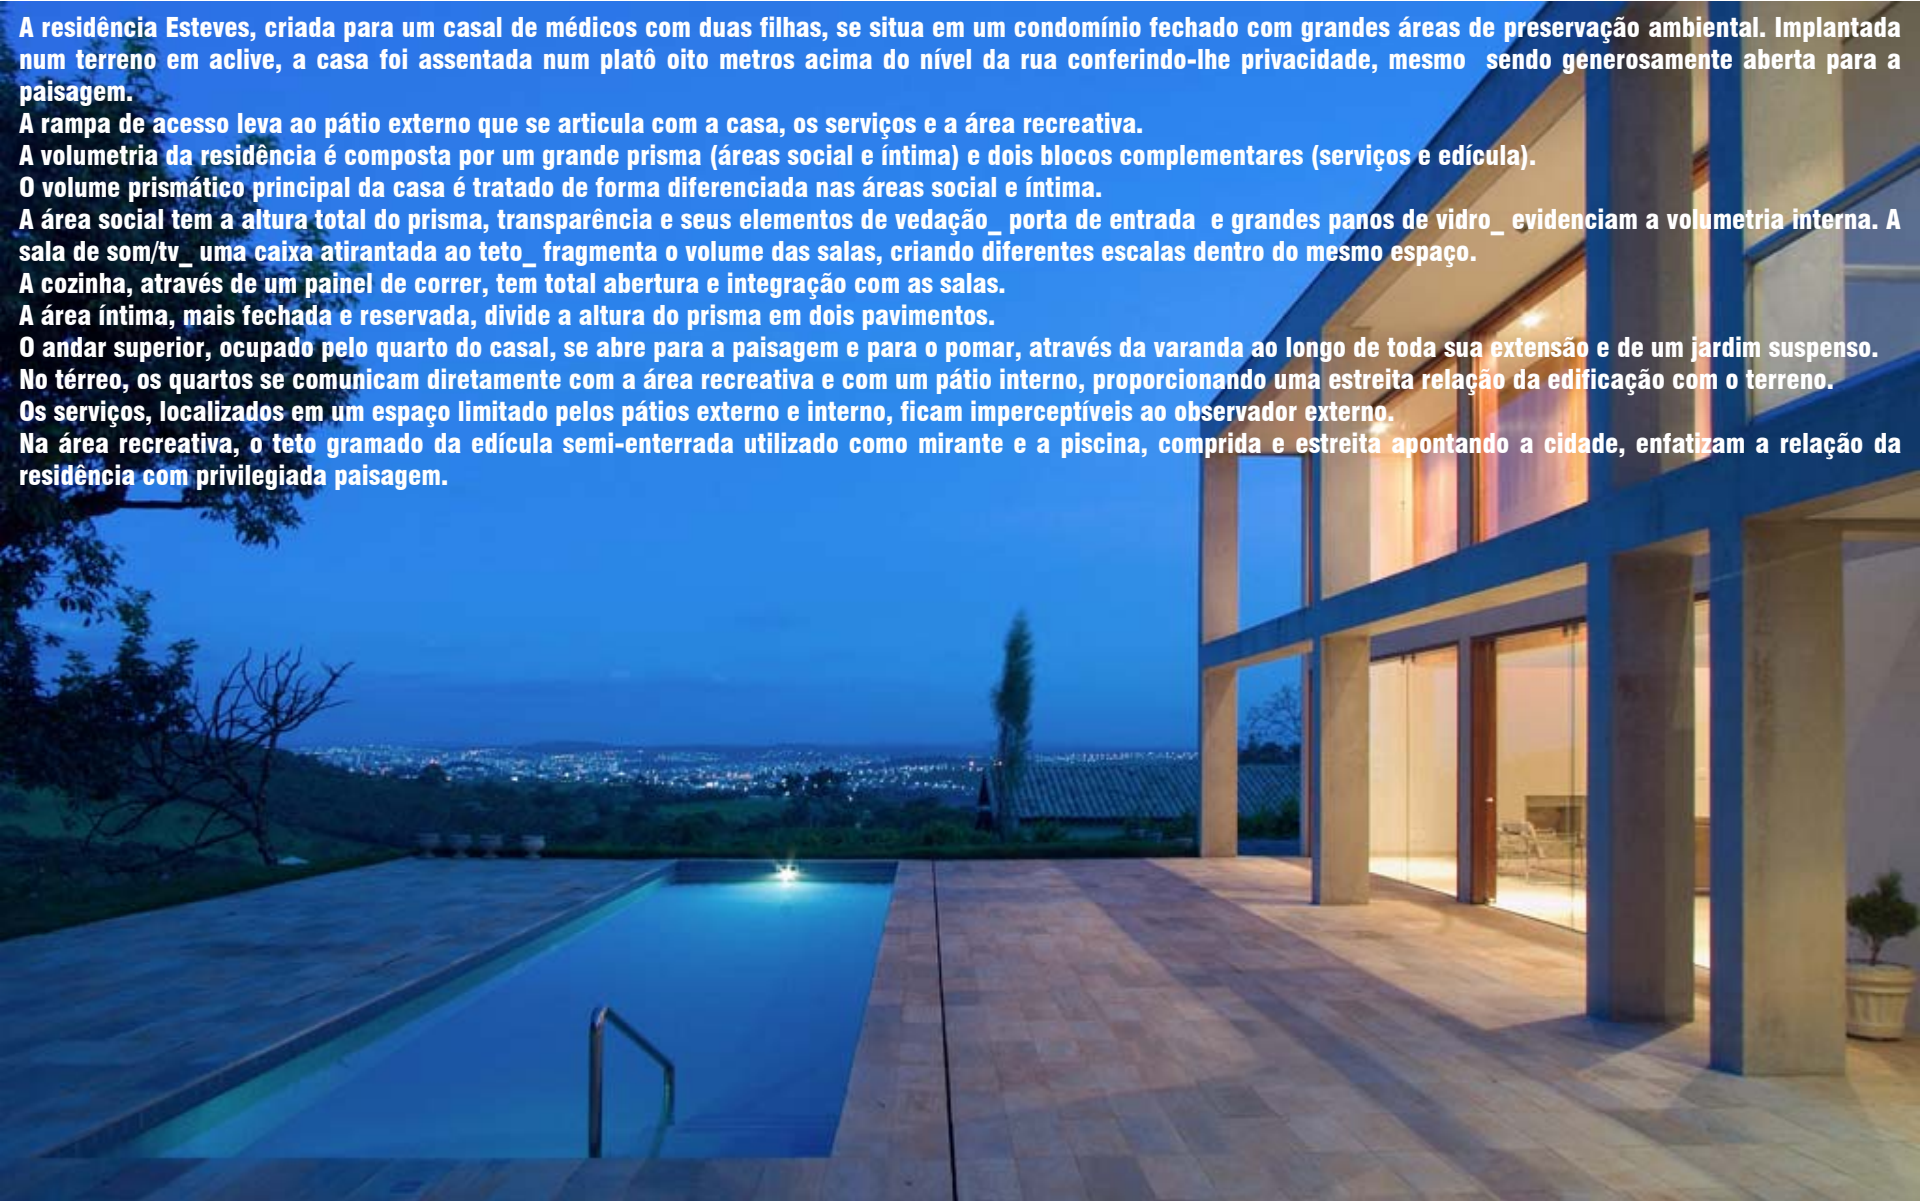 A residência Esteves, criada para um casal de médicos com duas filhas, se situa em um condomínio fechado com grandes áreas de preservação ambiental. Implantada
num terreno em aclive, a casa foi assentada num platô oito metros acima do nível da rua conferindo-lhe privacidade, mesmo  sendo generosamente aberta para a
paisagem.
A rampa de acesso leva ao pátio externo que se articula com a casa, os serviços e a área recreativa.
A volumetria da residência é composta por um grande prisma (áreas social e íntima) e dois blocos complementares (serviços e edícula).
O volume prismático principal da casa é tratado de forma diferenciada nas áreas social e íntima.
A área social tem a altura total do prisma, transparência e seus elementos de vedação_ porta de entrada  e grandes panos de vidro_ evidenciam a volumetria interna. A
sala de som/tv_ uma caixa atirantada ao teto_ fragmenta o volume das salas, criando diferentes escalas dentro do mesmo espaço.
A cozinha, através de um painel de correr, tem total abertura e integração com as salas.
A área íntima, mais fechada e reservada, divide a altura do prisma em dois pavimentos.
O andar superior, ocupado pelo quarto do casal, se abre para a paisagem e para o pomar, através da varanda ao longo de toda sua extensão e de um jardim suspenso.
No térreo, os quartos se comunicam diretamente com a área recreativa e com um pátio interno, proporcionando uma estreita relação da edificação com o terreno.
Os serviços, localizados em um espaço limitado pelos pátios externo e interno, ficam imperceptíveis ao observador externo.
Na área recreativa, o teto gramado da edícula semi-enterrada utilizado como mirante e a piscina, comprida e estreita apontando a cidade, enfatizam a relação da
residência com privilegiada paisagem.